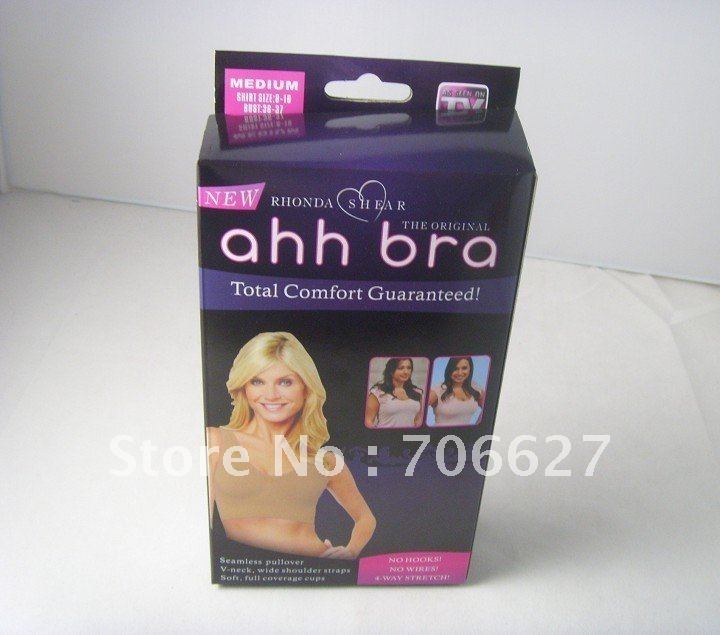 MEDIUM
SHIRT SIZE:8-10
BUST:36-37
AS SEEN ON
TV
NEW
RHONDA SHEAR
THE ORIGINAL
ahh bra
Total Comfort Guaranteed!
Store No : 706627
Seamless pullover
V-neck, wide shoulder straps
Soft, full coverage cups
NO HOOKS!
NO WIRES!
4-WAY STRETCH!